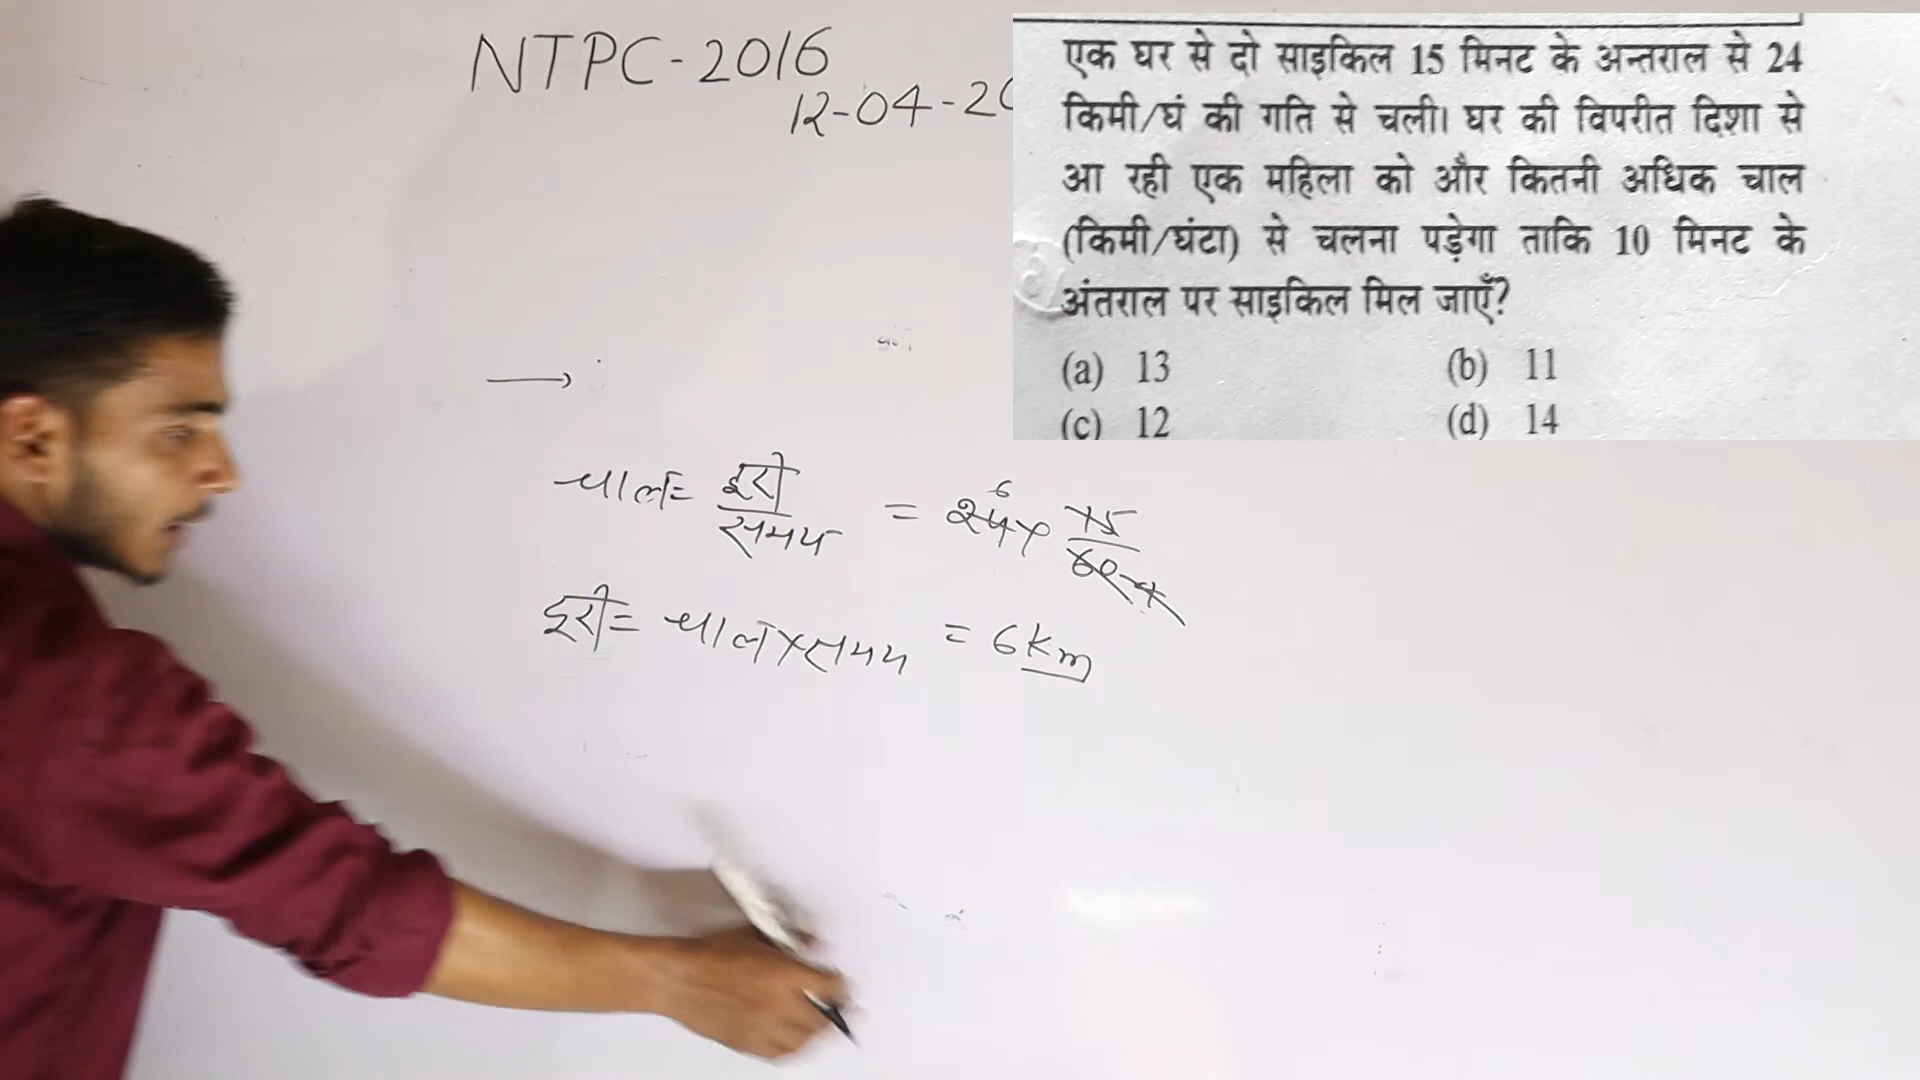 NTPC-2016
12-04-20
एक घर से दो साइकिल 15 मिनट के अन्तराल से 24
किमी/घं की गति से चली। घर की विपरीत दिशा से
आ रही एक महिला को और कितनी अधिक चाल
(किमी/घंटा) से चलना पड़ेगा ताकि 10 मिनट के
अंतराल पर साइकिल मिल जाएँ?
(a) 13 (b) 11
(c) 12 (d) 14
चाल = दूरी/समय = 24 × 15/60 6
दूरी = चाल × समय = 6 km